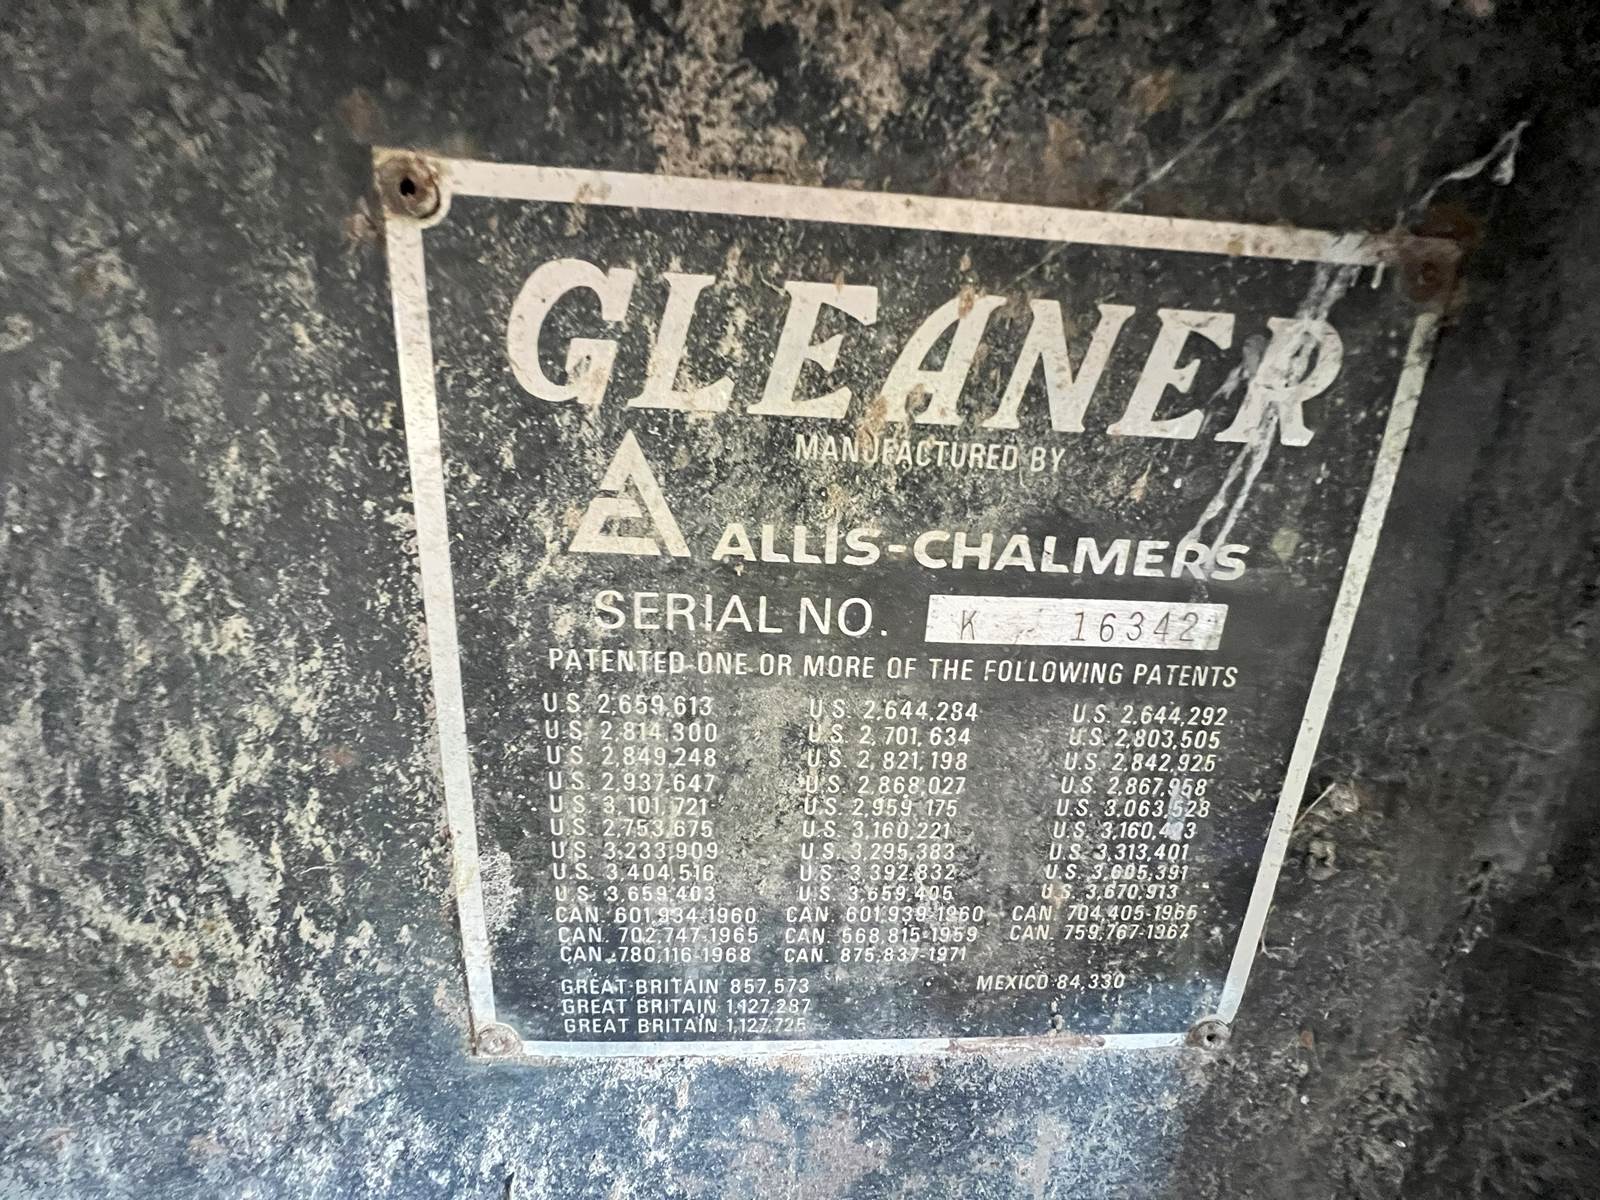 GLEANER
MANUFACTURED BY
ALLIS-CHALMERS
SERIAL NO. K 16342
PATENTED ONE OR MORE OF THE FOLLOWING PATENTS
U.S. 2,659,613 U.S. 2,644,284 U.S. 2,644,292
U.S. 2,814,300 U.S. 2,701,634 U.S. 2,803,505
U.S. 2,849,248 U.S. 2,821,198 U.S. 2,842,925
U.S. 2,937,647 U.S. 2,868,027 U.S. 2,867,958
U.S. 3,101,721 U.S. 2,959,175 U.S. 3,063,528
U.S. 2,753,675 U.S. 3,160,221 U.S.
U.S. 3,233,909 U.S. 3,295,383 U.S. 3,313,401
U.S. 3,404,516 U.S. 3,392,832 U.S. 3,605,391
U.S. 3,659,403 U.S. 3,659,405 U.S. 3,670,913
CAN. 601,934-1960 CAN. 601,939-1960 CAN. 704,405-1965
CAN. 702,747-1965 CAN. 568,815-1959 CAN. 759,767-1967
CAN. 780,116-1968 CAN. 875,837-1971
GREAT BRITAIN 857,573 MEXICO 84,330
GREAT BRITAIN 1,127,287
GREAT BRITAIN 1,127,725